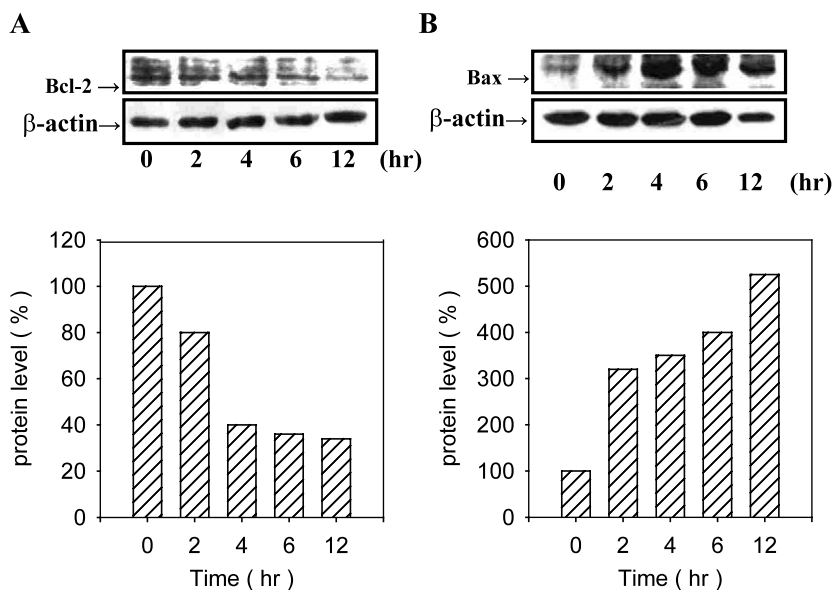 A
Bcl-2 →
β-actin→
0 2 4 6 12 (hr)
B
Bax →
β-actin→
0 2 4 6 12 (hr)
120
100
80
60
40
20
0
protein level ( % )
0 2 4 6 12
Time ( hr )
600
500
400
300
200
100
0
protein level ( % )
0 2 4 6 12
Time ( hr )